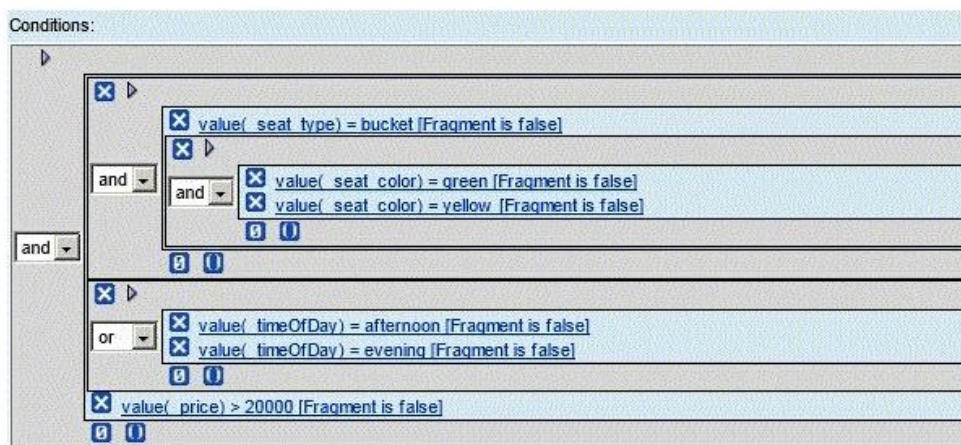 Conditions:
value(_seat_type) = bucket [Fragment is false]
and
and
value(_seat_color) = green [Fragment is false]
value(_seat_color) = yellow [Fragment is false]
and
or
value(_timeOfDay) = afternoon [Fragment is false]
value(_timeOfDay) = evening [Fragment is false]
value(_price) > 20000 [Fragment is false]